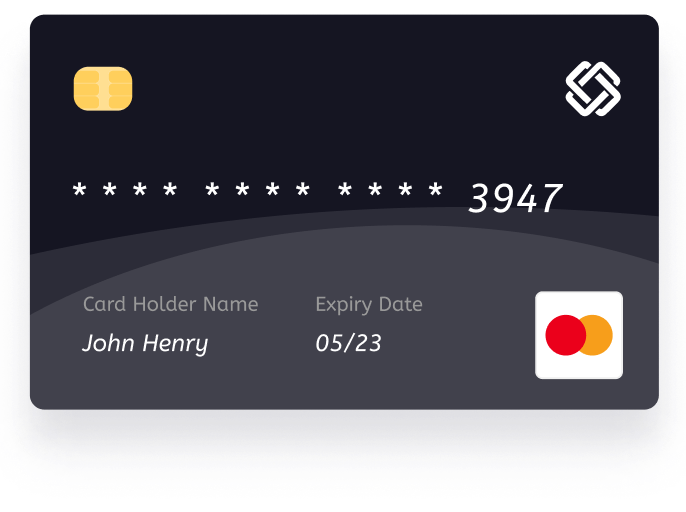 * * * * * * * * * * * * 3947
Card Holder Name Expiry Date
John Henry 05/23